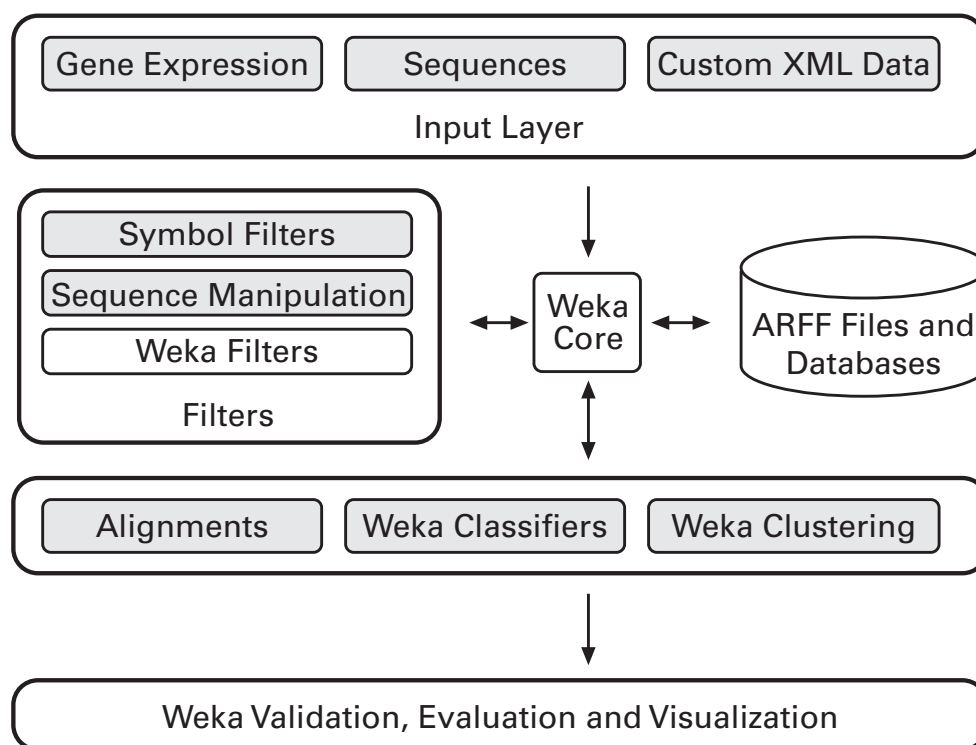 Gene Expression
Sequences
Custom XML Data
Input Layer
Symbol Filters
Sequence Manipulation
Weka Filters
Filters
Weka
Core
ARFF Files and
Databases
Alignments
Weka Classifiers
Weka Clustering
Weka Validation, Evaluation and Visualization